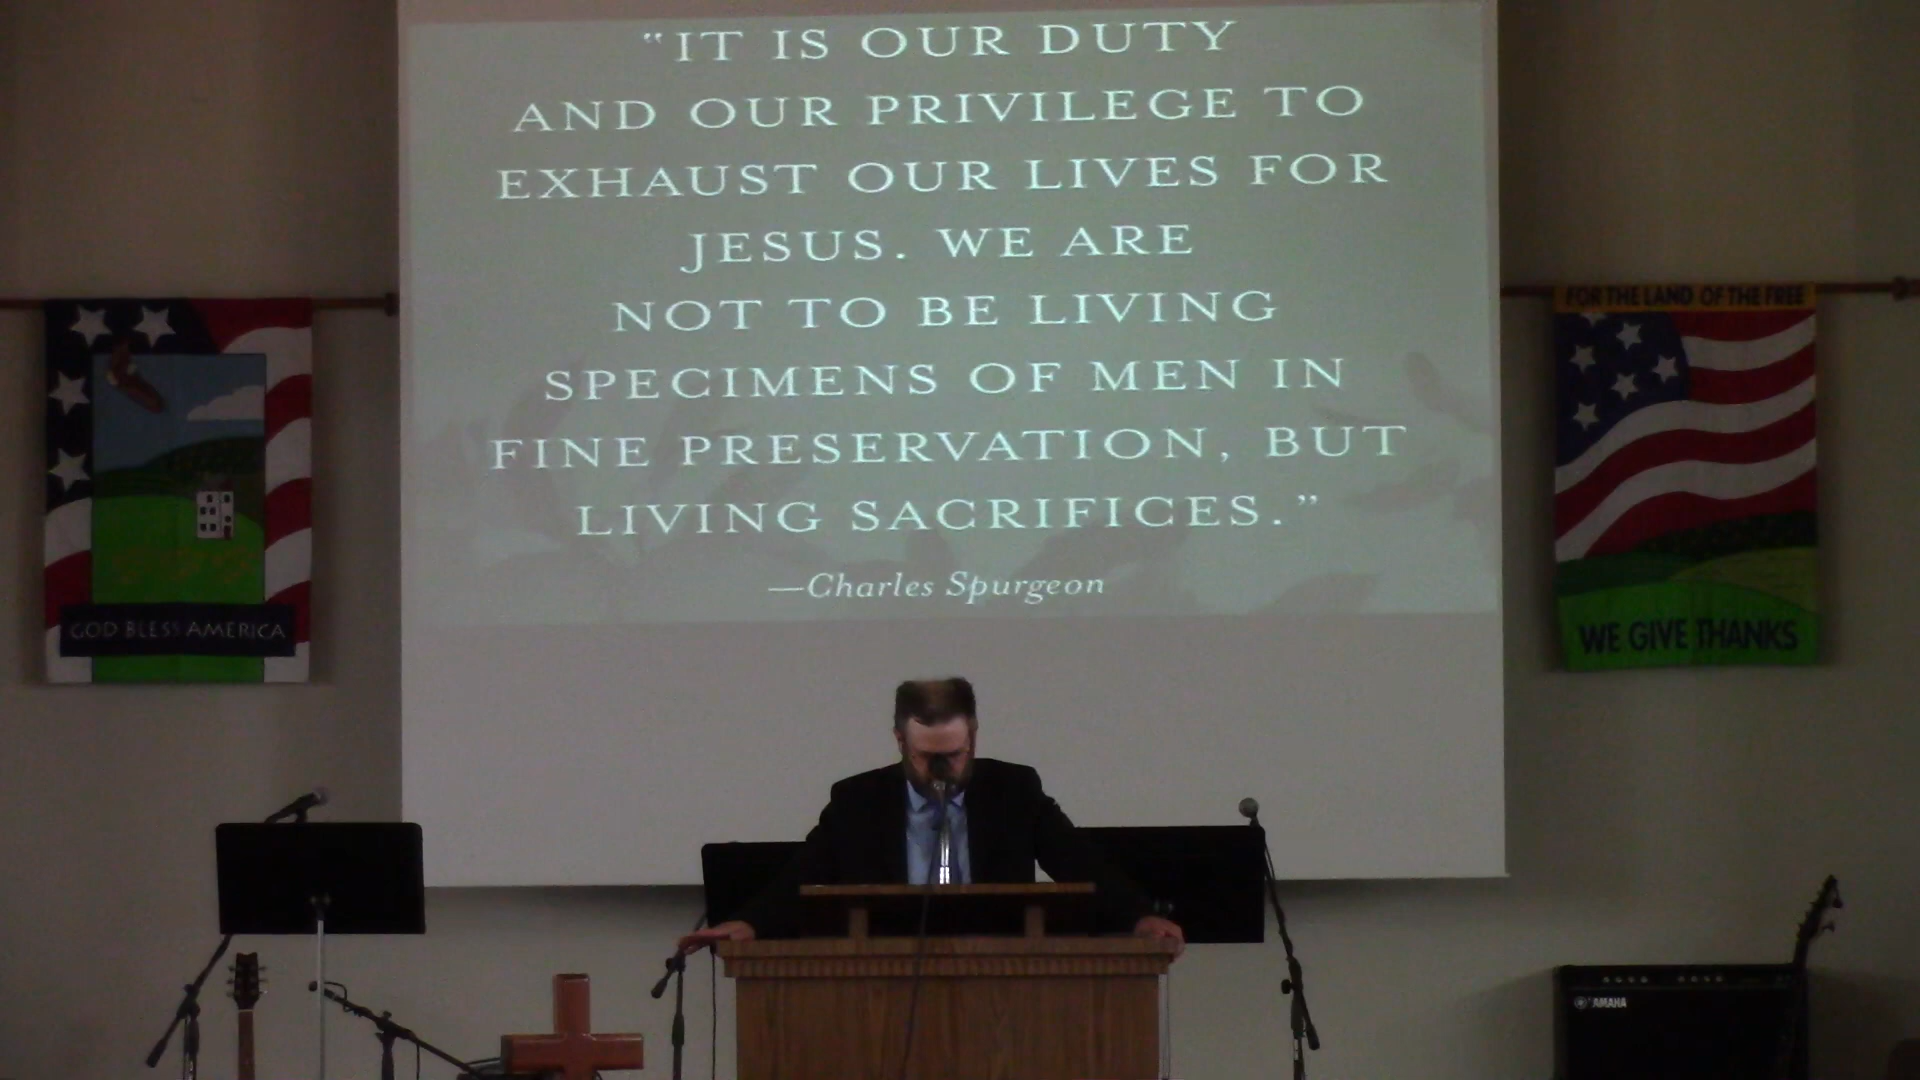 “IT IS OUR DUTY
AND OUR PRIVILEGE TO
EXHAUST OUR LIVES FOR
JESUS. WE ARE
NOT TO BE LIVING
SPECIMENS OF MEN IN
FINE PRESERVATION, BUT
LIVING SACRIFICES.”
—Charles Spurgeon
GOD BLESS AMERICA
FOR THE LAND OF THE FREE
WE GIVE THANKS
YAMAHA